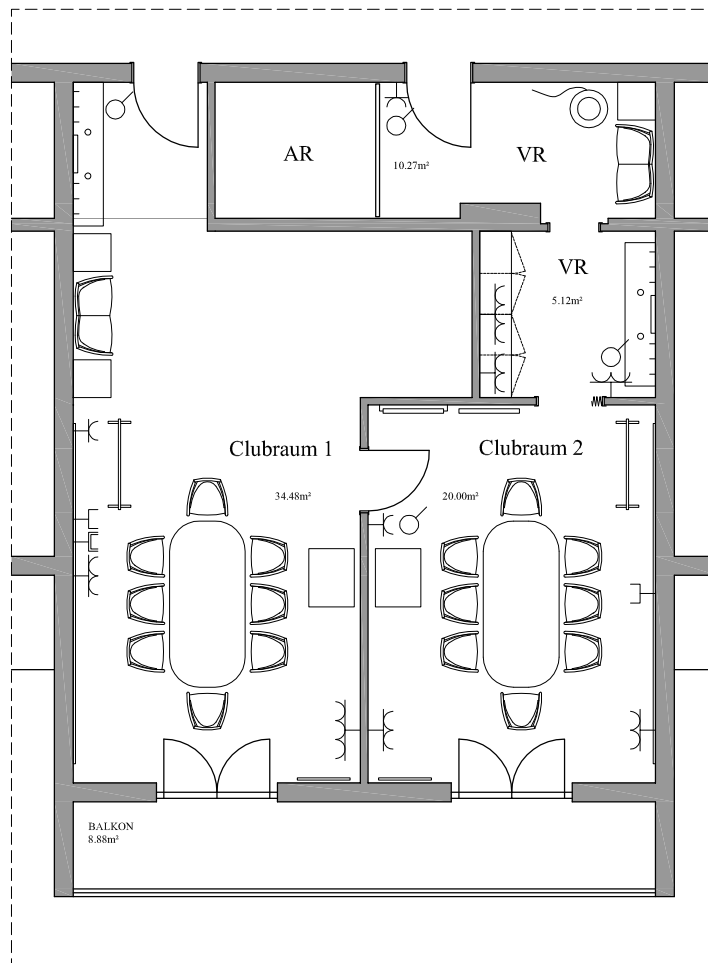 AR
VR
10.27m²
VR
5.12m²
Clubraum 1
Clubraum 2
34.48m²
20.00m²
BALKON
8.88m²